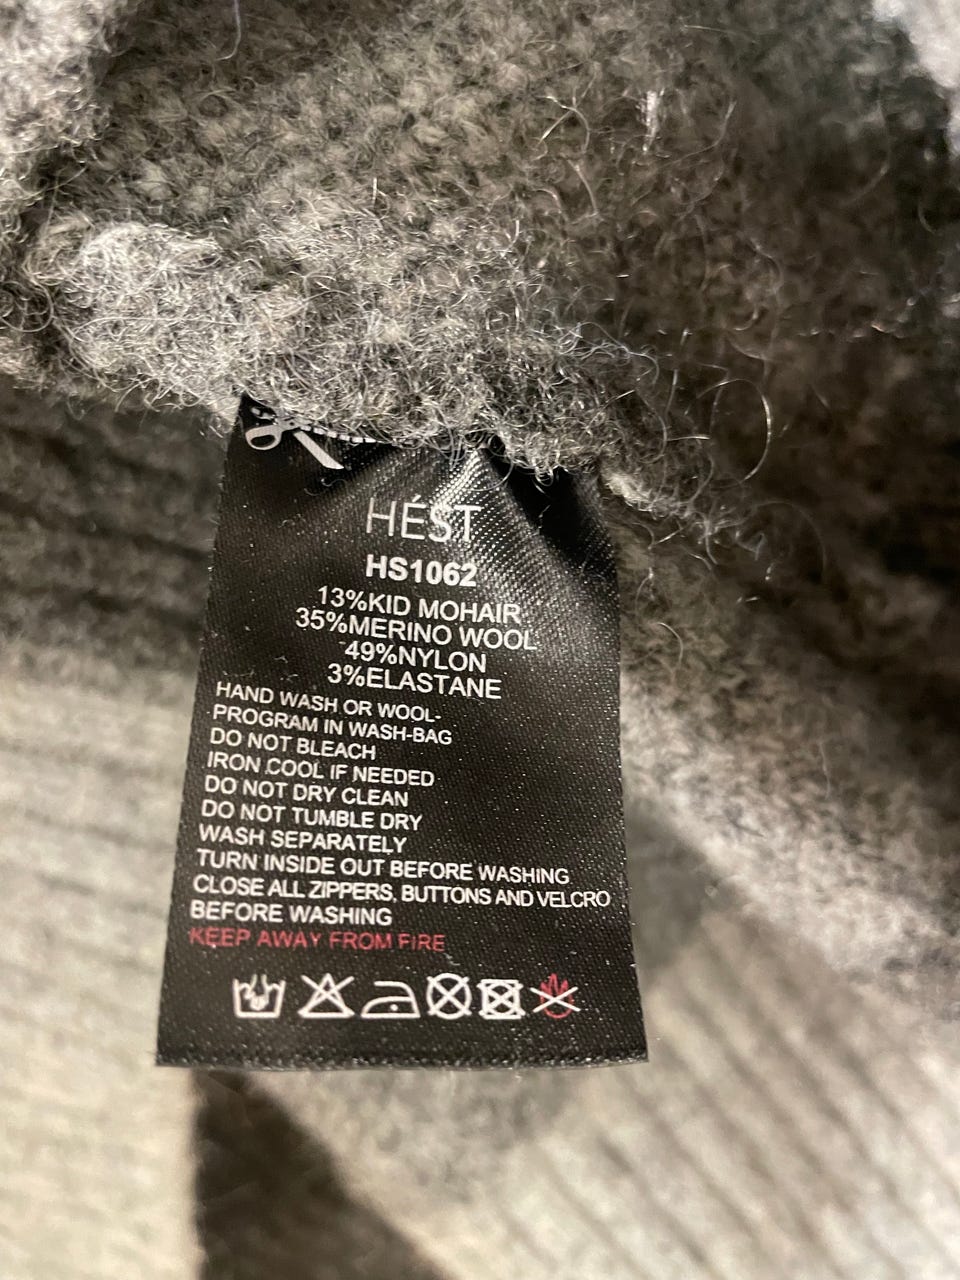 HÉST
HS1062
13%KID MOHAIR
35%MERINO WOOL
49%NYLON
3%ELASTANE
HAND WASH OR WOOL-
PROGRAM IN WASH-BAG
DO NOT BLEACH
IRON COOL IF NEEDED
DO NOT DRY CLEAN
DO NOT TUMBLE DRY
WASH SEPARATELY
TURN INSIDE OUT BEFORE WASHING
CLOSE ALL ZIPPERS, BUTTONS AND VELCRO
BEFORE WASHING
KEEP AWAY FROM FIRE